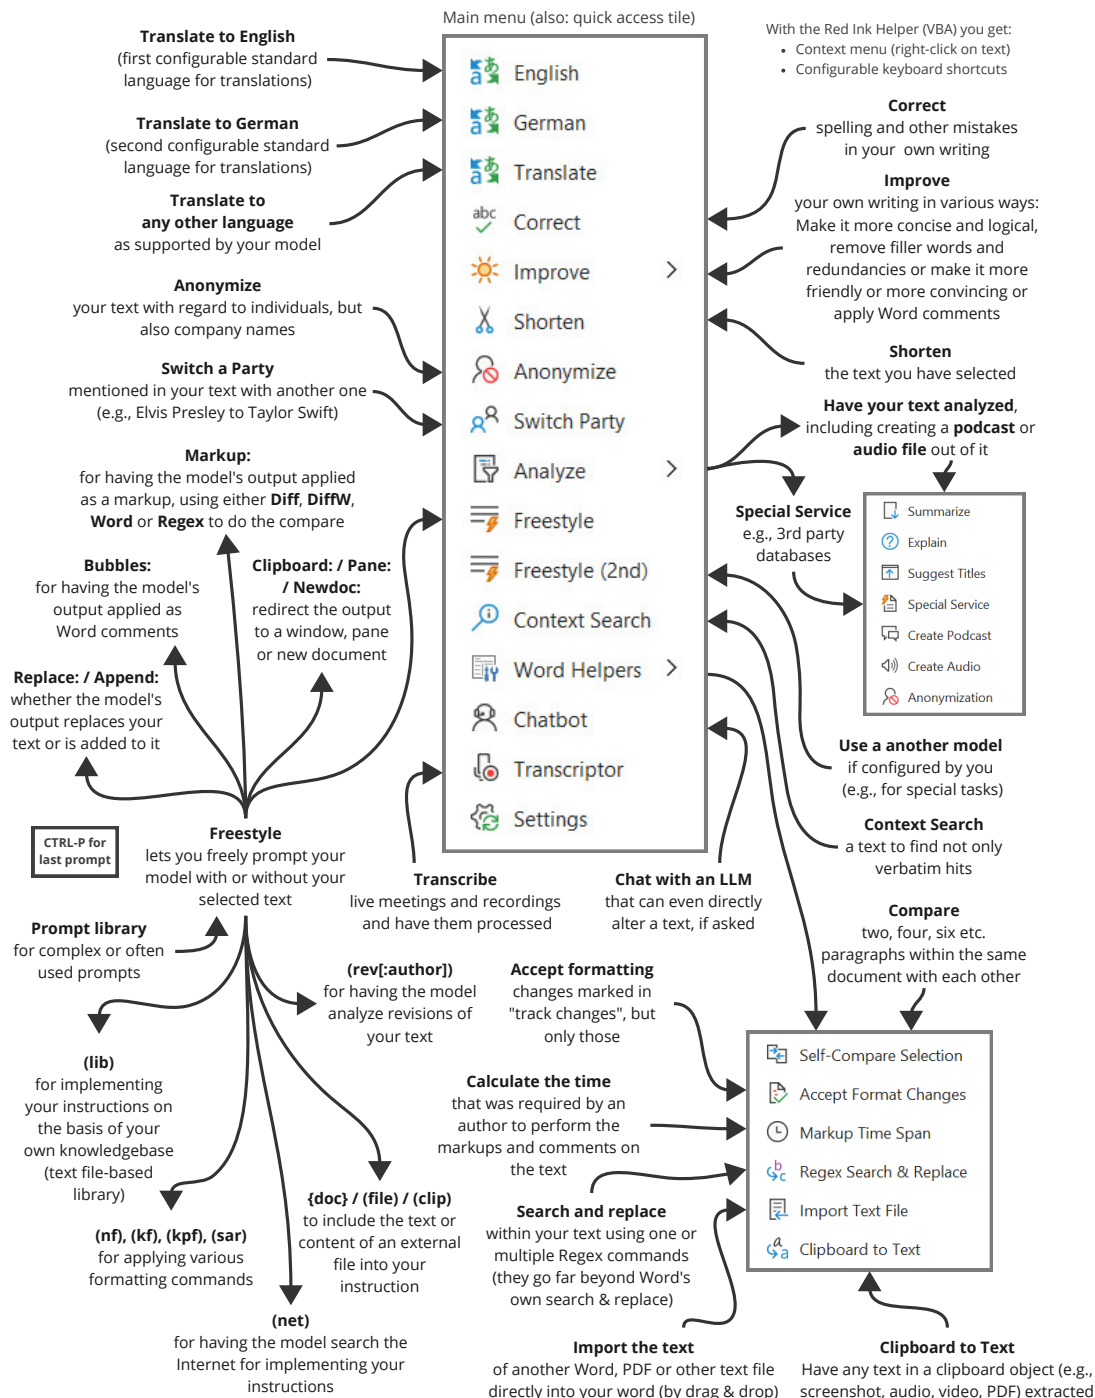 Main menu (also: quick access tile)
With the Red Ink Helper (VBA) you get:
• Context menu (right-click on text)
• Configurable keyboard shortcuts
Translate to English
(first configurable standard
language for translations)
Translate to German
(second configurable standard
language for translations)
Translate to
any other language
as supported by your model
Anonymize
your text with regard to individuals, but
also company names
Switch a Party
mentioned in your text with another one
(e.g., Elvis Presley to Taylor Swift)
Markup:
for having the model's output applied
as a markup, using either Diff, DiffW,
Word or Regex to do the compare
Bubbles:
for having the model's
output applied as
Word comments
Clipboard: / Pane:
/ Newdoc:
redirect the output
to a window, pane
or new document
Replace: / Append:
whether the model's
output replaces your
text or is added to it
CTRL-P for
last prompt
Freestyle
lets you freely prompt your
model with or without your
selected text
Prompt library
for complex or often
used prompts
English
German
Translate
abc
Correct
Improve
Shorten
Anonymize
Switch Party
Analyze
Freestyle
Freestyle (2nd)
Context Search
Word Helpers
Chatbot
Transcriptor
Settings
Correct
spelling and other mistakes
in your own writing
Improve
your own writing in various ways:
Make it more concise and logical,
remove filler words and
redundancies or make it more
friendly or more convincing or
apply Word comments
Shorten
the text you have selected
Have your text analyzed,
including creating a podcast or
audio file out of it
Special Service
e.g., 3rd party
databases
Summarize
Explain
Suggest Titles
Special Service
Create Podcast
Create Audio
Anonymization
Use a another model
if configured by you
(e.g., for special tasks)
Context Search
a text to find not only
verbatim hits
Transcribe
live meetings and recordings
and have them processed
Chat with an LLM
that can even directly
alter a text, if asked
Compare
two, four, six etc.
paragraphs within the same
document with each other
(rev[:author])
for having the model
analyze revisions of
your text
Accept formatting
changes marked in
"track changes", but
only those
(lib)
for implementing
your instructions on
the basis of your
own knowledgebase
(text file-based
library)
Calculate the time
that was required by an
author to perform the
markups and comments on
the text
Self-Compare Selection
Accept Format Changes
Markup Time Span
Regex Search & Replace
Import Text File
Clipboard to Text
(nf), (kf), (kpf), (sar)
for applying various
formatting commands
{doc} / (file) / (clip)
to include the text or
content of an external
file into your
instruction
Search and replace
within your text using one or
multiple Regex commands
(they go far beyond Word's
own search & replace)
(net)
for having the model search the
Internet for implementing your
instructions
Import the text
of another Word, PDF or other text file
directly into your word (by drag & drop)
Clipboard to Text
Have any text in a clipboard object (e.g.,
screenshot, audio, video, PDF) extracted